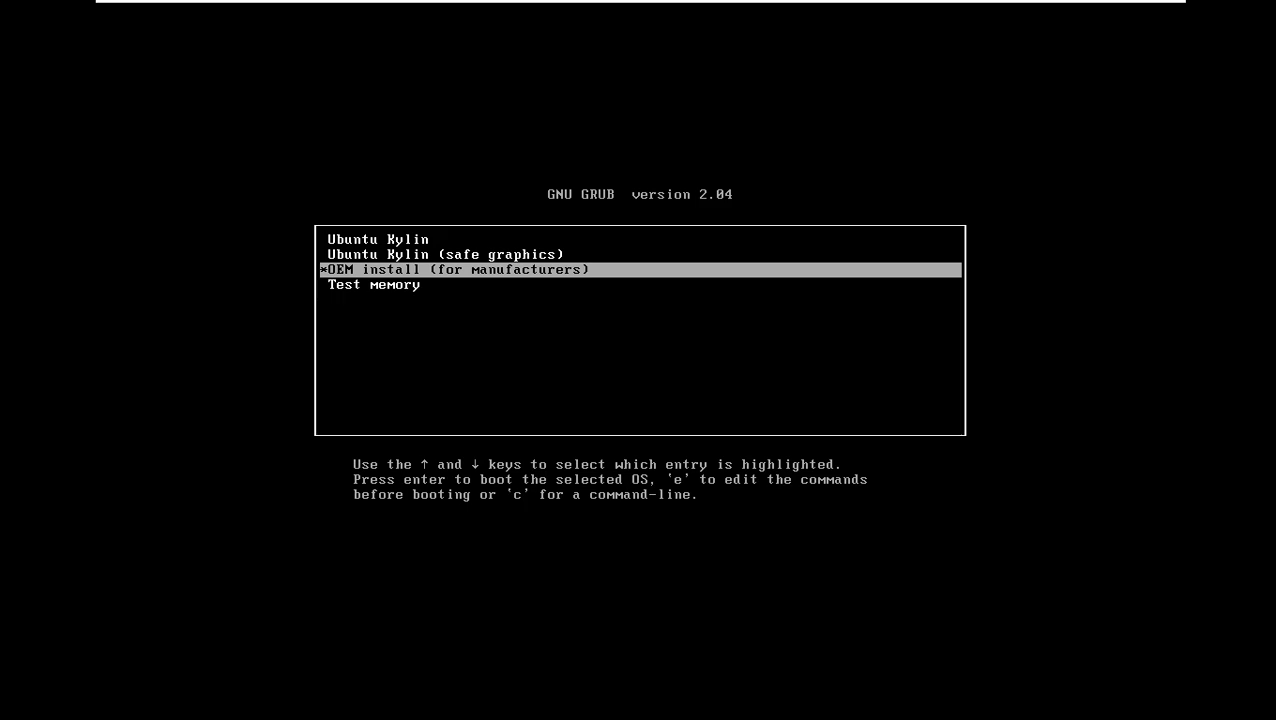 GNU GRUB  version 2.04
Ubuntu Kylin
Ubuntu Kylin (safe graphics)
*OEM install (for manufacturers)
Test memory
Use the ↑ and ↓ keys to select which entry is highlighted.
Press enter to boot the selected OS, `e' to edit the commands
before booting or `c' for a command-line.